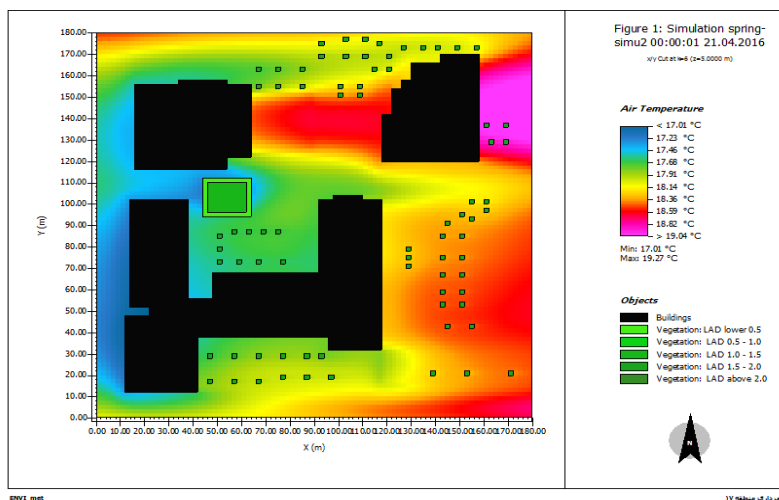 Figure 1: Simulation spring-
simu2 00:00:01 21.04.2016
x/y Cut at k=6 (z=5.0000 m)
Air Temperature
< 17.01 °C
17.23 °C
17.46 °C
17.68 °C
17.91 °C
18.14 °C
18.36 °C
18.59 °C
18.82 °C
> 19.04 °C
Min: 17.01 °C
Max: 19.27 °C
Objects
Buildings
Vegetation: LAD lower 0.5
Vegetation: LAD 0.5 - 1.0
Vegetation: LAD 1.0 - 1.5
Vegetation: LAD 1.5 - 2.0
Vegetation: LAD above 2.0
N
180.00
170.00
160.00
150.00
140.00
130.00
120.00
110.00
100.00
90.00
80.00
70.00
60.00
50.00
40.00
30.00
20.00
10.00
0.00
Y (m)
0.00 10.00 20.00 30.00 40.00 50.00 60.00 70.00 80.00 90.00 100.00 110.00 120.00 130.00 140.00 150.00 160.00 170.00 180.00
X (m)
ENVI_met
منطقه ۱۷